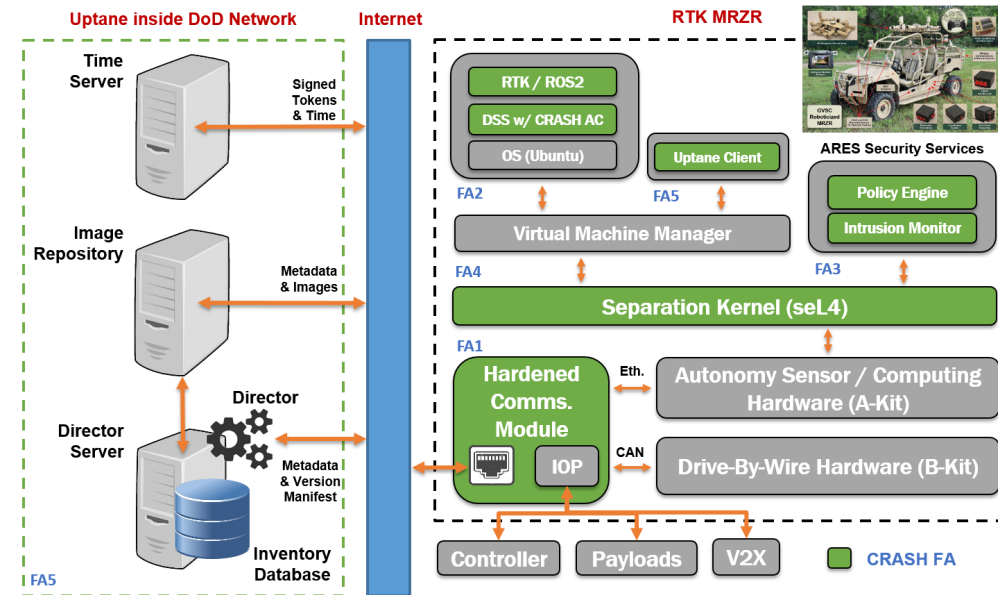 Uptane inside DoD Network
Internet
RTK MRZR
Time
Server
Signed
Tokens
& Time
Image
Repository
Metadata
& Images
Director
Director
Server
Metadata
& Version
Manifest
Inventory
Database
FA5
RTK / ROS2
DSS w/ CRASH AC
OS (Ubuntu)
FA2
Uptane Client
FA5
GVSC
Roboticized
MRZR
ARES Security Services
Policy Engine
Intrusion Monitor
FA3
Virtual Machine Manager
FA4
Separation Kernel (seL4)
FA1
Hardened
Comms.
Module
IOP
Eth.
Autonomy Sensor / Computing
Hardware (A-Kit)
CAN
Drive-By-Wire Hardware (B-Kit)
Controller
Payloads
V2X
CRASH FA